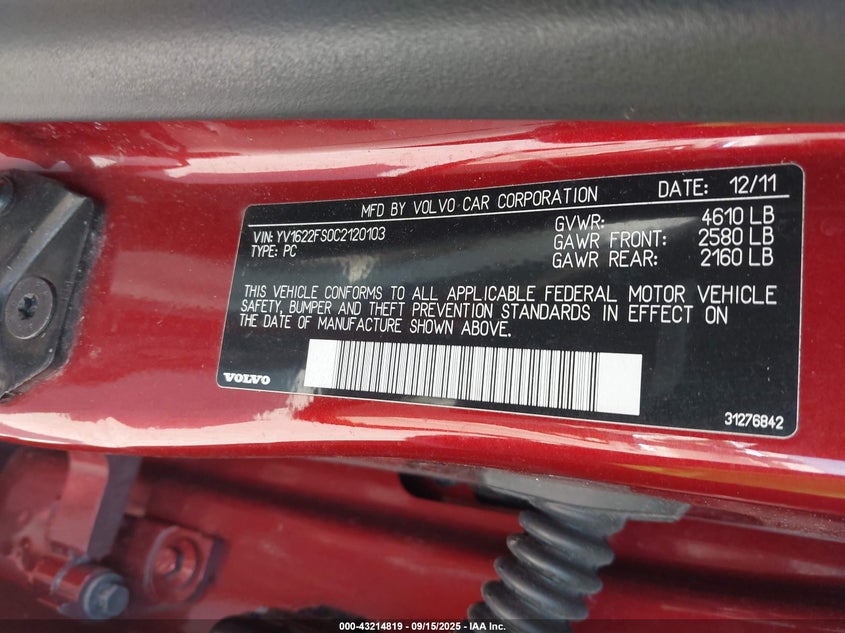 MFD BY VOLVO CAR CORPORATION DATE: 12/11
VIN: YV1622FS0C2120103 GVWR: 4610 LB
TYPE: PC GAWR FRONT: 2580 LB
GAWR REAR: 2160 LB
THIS VEHICLE CONFORMS TO ALL APPLICABLE FEDERAL MOTOR VEHICLE
SAFETY, BUMPER AND THEFT PREVENTION STANDARDS IN EFFECT ON
THE DATE OF MANUFACTURE SHOWN ABOVE.
VOLVO
31276842
000-43214819 - 09/15/2025 - IAA Inc.